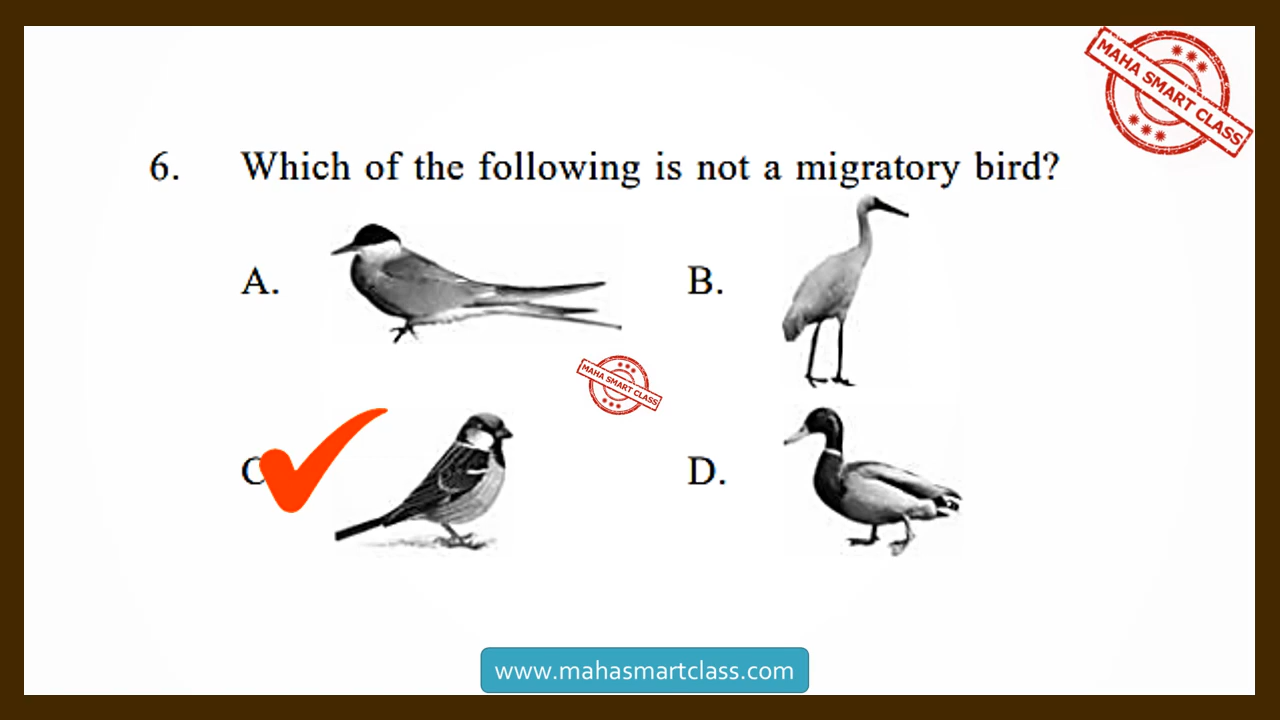 MAHA SMART CLASS
6. Which of the following is not a migratory bird?
A.
B.
MAHA SMART CLASS
C
D.
www.mahasmartclass.com